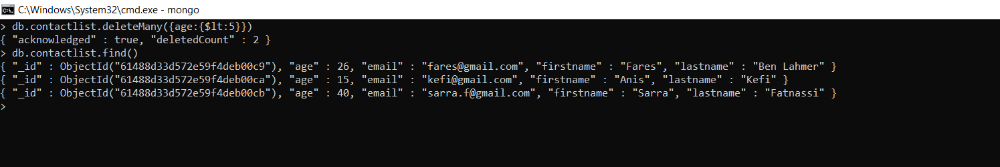 C:\Windows\System32\cmd.exe - mongo
> db.contactlist.deleteMany({age:{$lt:5}})
{ "acknowledged" : true, "deletedCount" : 2 }
> db.contactlist.find()
{ "_id" : ObjectId("61488d33d572e59f4deb00c9"), "age" : 26, "email" : "fares@gmail.com", "firstname" : "Fares", "lastname" : "Ben Lahmer" }
{ "_id" : ObjectId("61488d33d572e59f4deb00ca"), "age" : 15, "email" : "kefi@gmail.com", "firstname" : "Anis", "lastname" : "Kefi" }
{ "_id" : ObjectId("61488d33d572e59f4deb00cb"), "age" : 40, "email" : "sarra.f@gmail.com", "firstname" : "Sarra", "lastname" : "Fatnassi" }
>